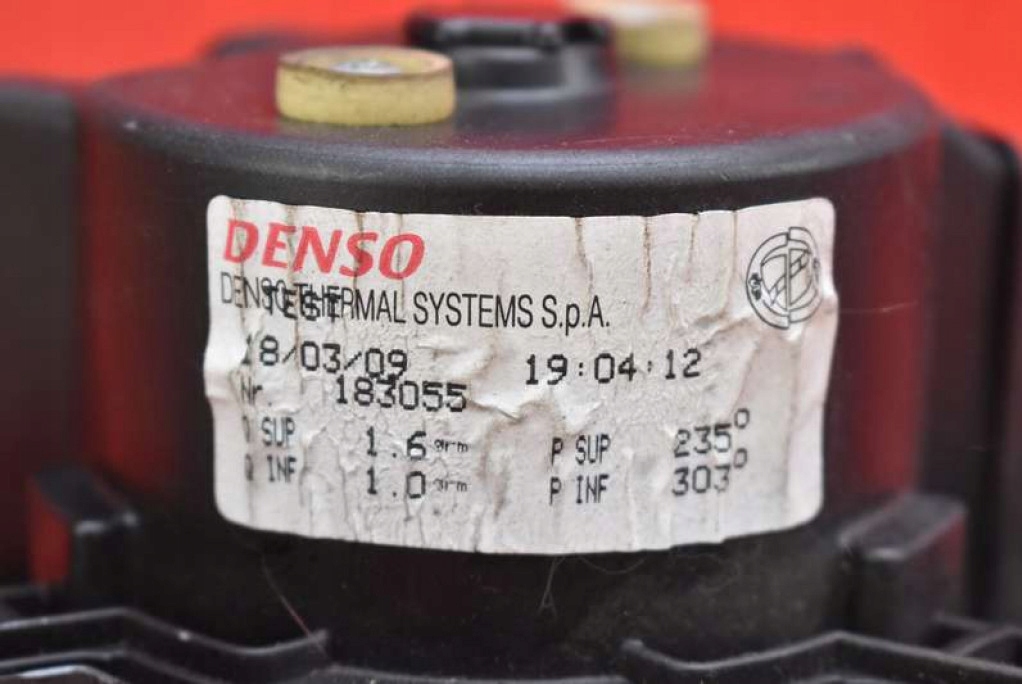 DENSO
DENSO THERMAL SYSTEMS S.p.A.
TEST
18/03/09 19:04:12
Nr. 183055
Q SUP 1.6 grm P SUP 235°
Q INF 1.0 grm P INF 303°